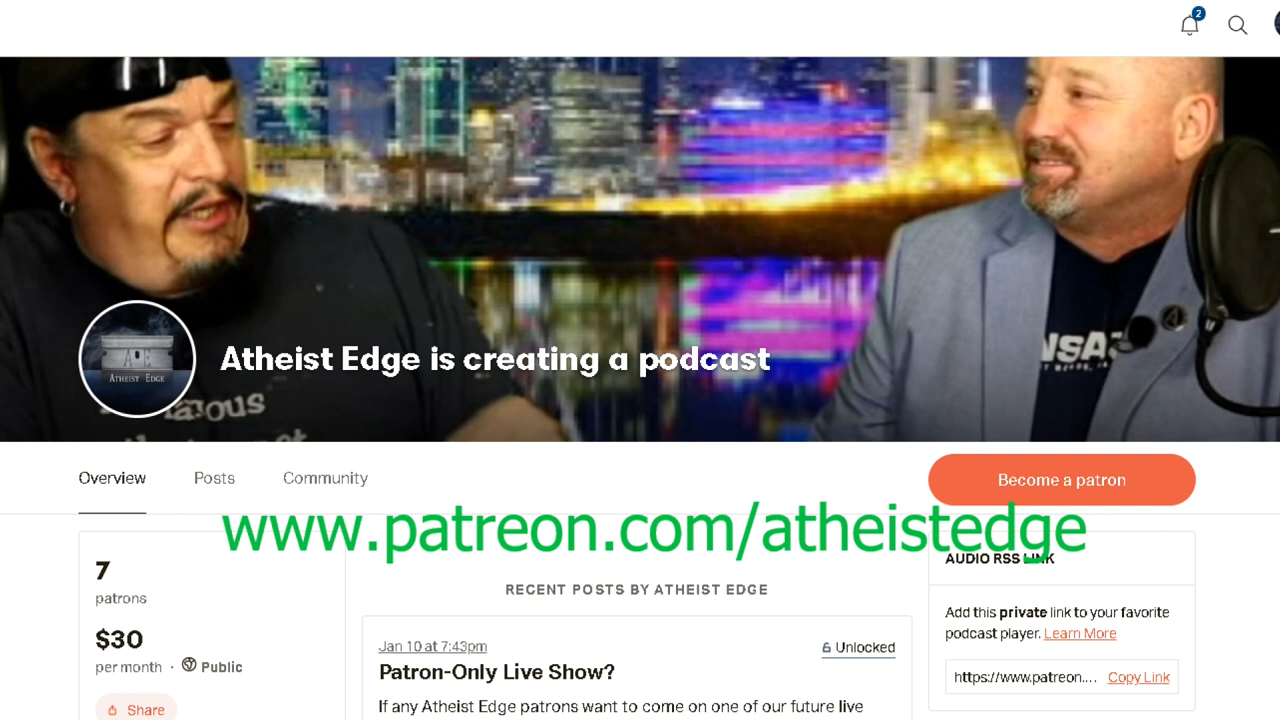 2
A E
ATHEIST EDGE
Atheist Edge is creating a podcast
Overview
Posts
Community
Become a patron
www.patreon.com/atheistedge
7
patrons
$30
per month · Public
Share
RECENT POSTS BY ATHEIST EDGE
Jan 10 at 7:43pm
Unlocked
Patron-Only Live Show?
If any Atheist Edge patrons want to come on one of our future live
AUDIO RSS LINK
Add this private link to your favorite
podcast player. Learn More
https://www.patreon.... Copy Link